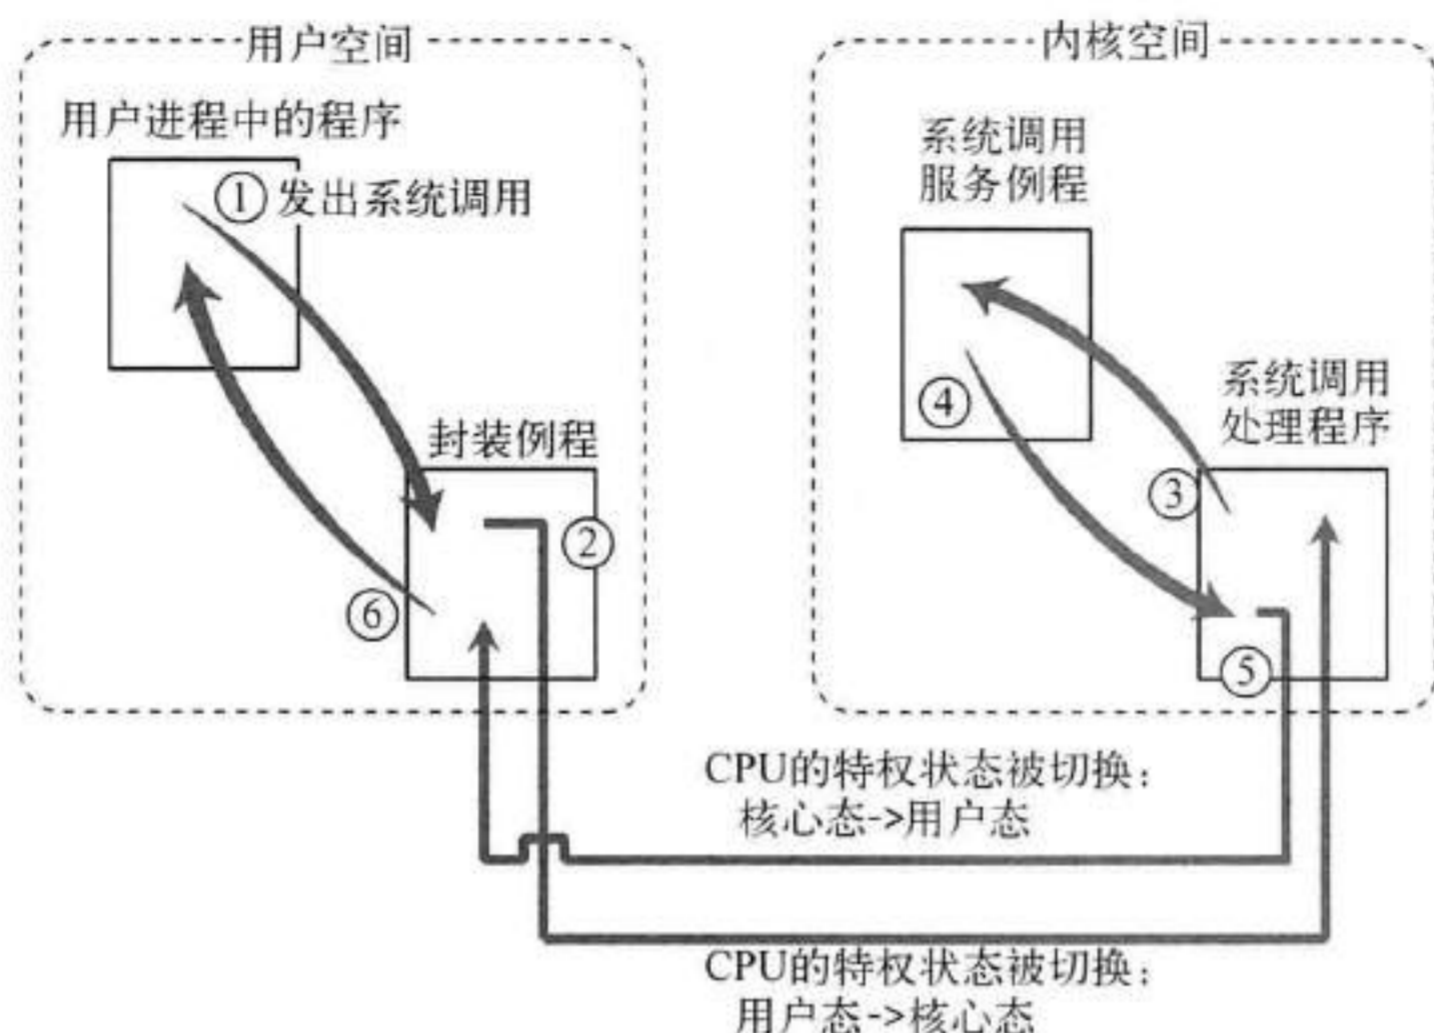 用户空间
内核空间
用户进程中的程序
① 发出系统调用
系统调用
服务例程
④
系统调用
处理程序
封装例程
③
②
⑥
⑤
CPU的特权状态被切换：
核心态->用户态
CPU的特权状态被切换：
用户态->核心态